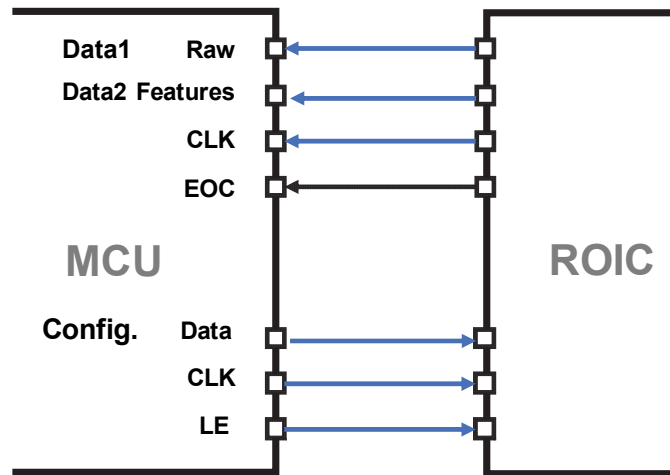 Data1 Raw
Data2 Features
CLK
EOC
MCU
ROIC
Config. Data
CLK
LE